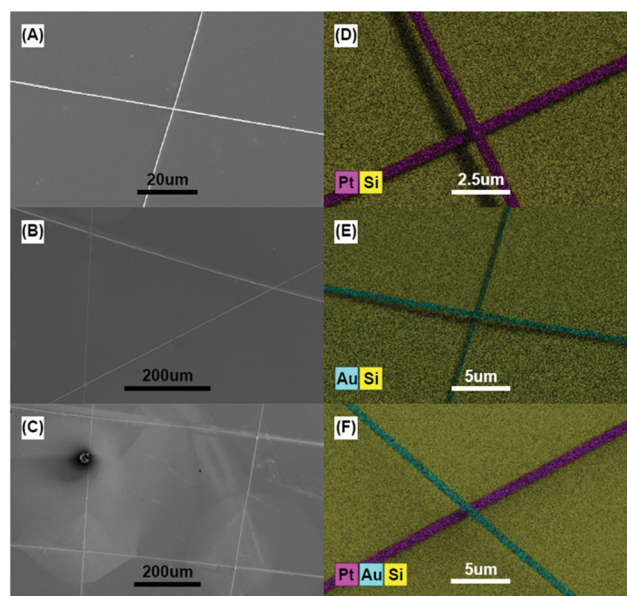 (A)
20um
(B)
200um
(C)
200um
(D)
Pt Si
2.5um
(E)
Au Si
5um
(F)
Pt Au Si
5um